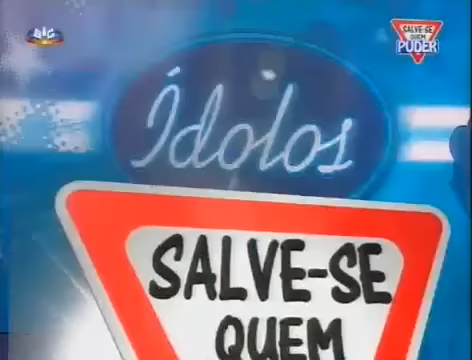 SIC
SALVE-SE
QUEM
PUDER
Ídolos
SALVE-SE
QUEM